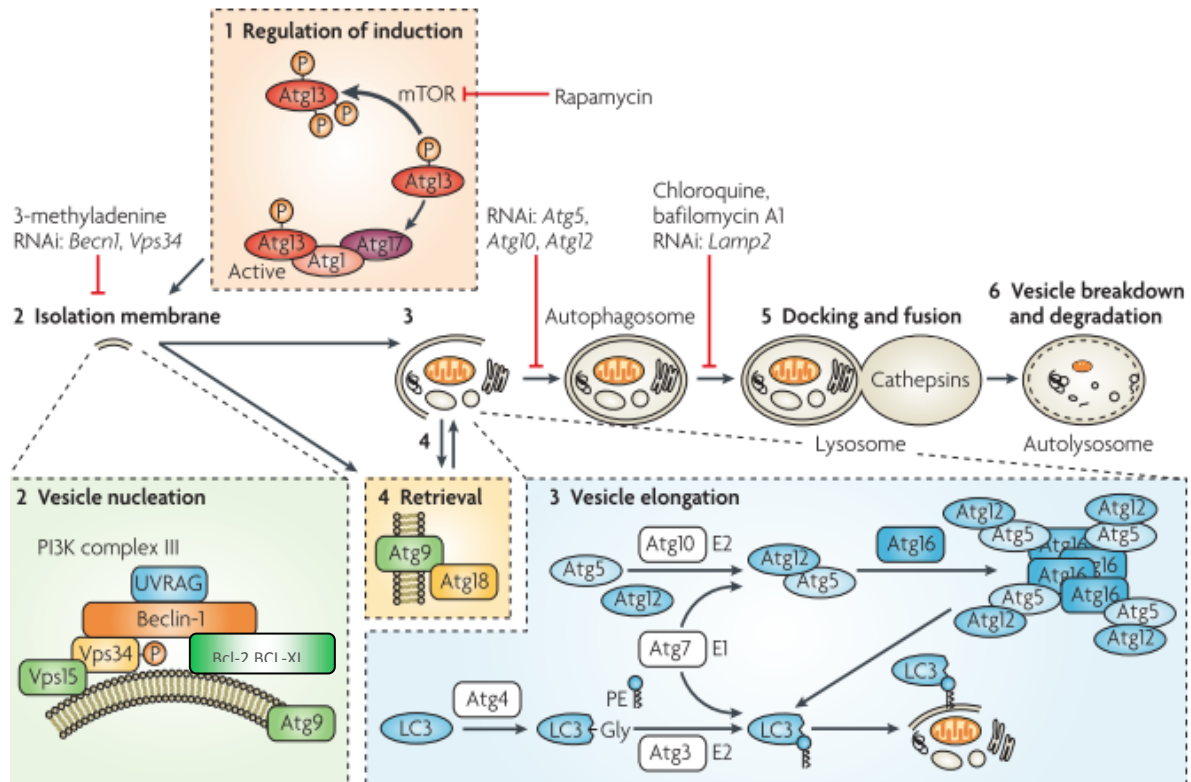 1 Regulation of induction
P
Atg13
P
P
mTOR
Rapamycin
P
Atg13
P
Atg13
Atg17
Atg1
Active
3-methyladenine
RNAi: Becn1, Vps34
RNAi: Atg5,
Atg10, Atg12
Chloroquine,
bafilomycin A1
RNAi: Lamp2
2 Isolation membrane
3
Autophagosome
5 Docking and fusion
6 Vesicle breakdown
and degradation
Cathepsins
4
Lysosome
Autolysosome
2 Vesicle nucleation
PI3K complex III
UVRAG
Beclin-1
Vps34
P
Bcl-2 BCL-XL
Vps15
Atg9
4 Retrieval
Atg9
Atg18
3 Vesicle elongation
Atg5
Atg12
Atg10
E2
Atg12
Atg5
Atg16
Atg12
Atg5
Atg12
Atg5
Atg16
Atg16
Atg16
Atg16
Atg5
Atg12
Atg5
Atg12
Atg7
E1
PE
LC3
Atg4
LC3
Gly
Atg3
E2
LC3
LC3